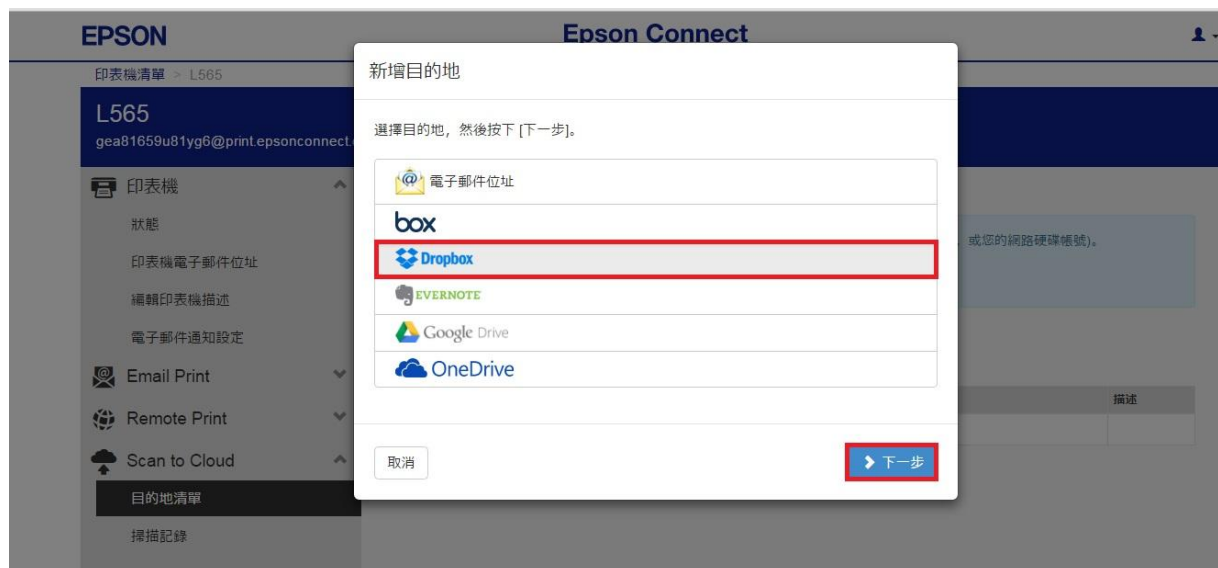 EPSON
Epson Connect
印表機清單 > L565
L565
gea81659u81yg6@print.epsonconnect.
印表機
狀態
印表機電子郵件位址
編輯印表機描述
電子郵件通知設定
Email Print
Remote Print
Scan to Cloud
目的地清單
掃描記錄
新增目的地
選擇目的地，然後按下 [下一步]。
電子郵件位址
box
Dropbox
EVERNOTE
Google Drive
OneDrive
取消
下一步
或您的網路硬碟帳號)。
描述